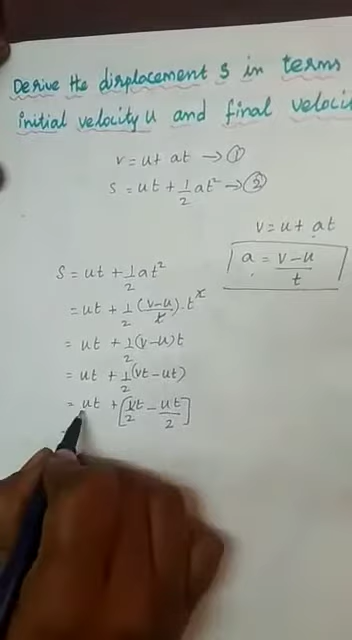 Derive the displacement s in terms
initial velocity u and final
v = u + at → ①
s = ut + 1/2 at² → ②
v = u + at
a = (v-u)/t
S = ut + 1/2 at²
= ut + 1/2 (v-u)/t . t²
= ut + 1/2 (v-u)t
= ut + 1/2 (vt - ut)
= ut + [vt/2 - ut/2]